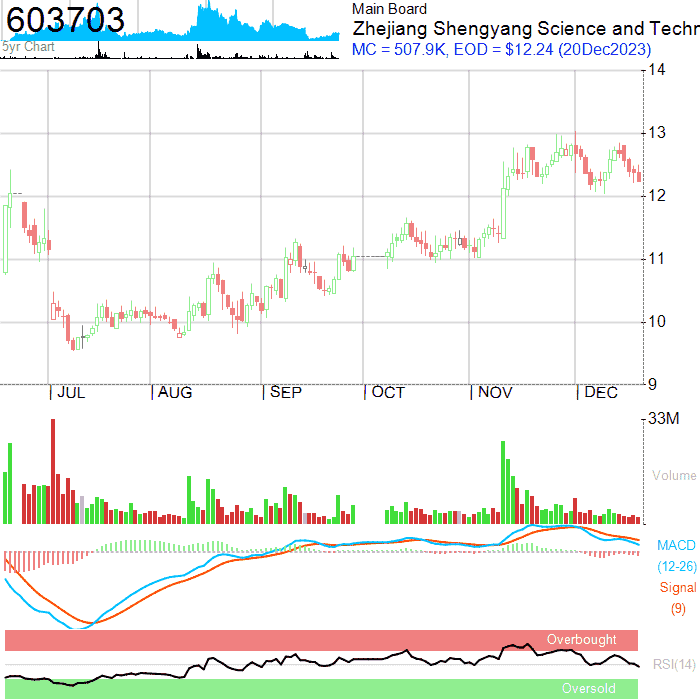 603703
5yr Chart
Main Board
Zhejiang Shengyang Science and Techn
MC = 507.9K, EOD = $12.24 (20Dec2023)
14
13
12
11
10
9
JUL
AUG
SEP
OCT
NOV
DEC
33M
Volume
MACD
(12-26)
Signal
(9)
Overbought
RSI(14)
Oversold